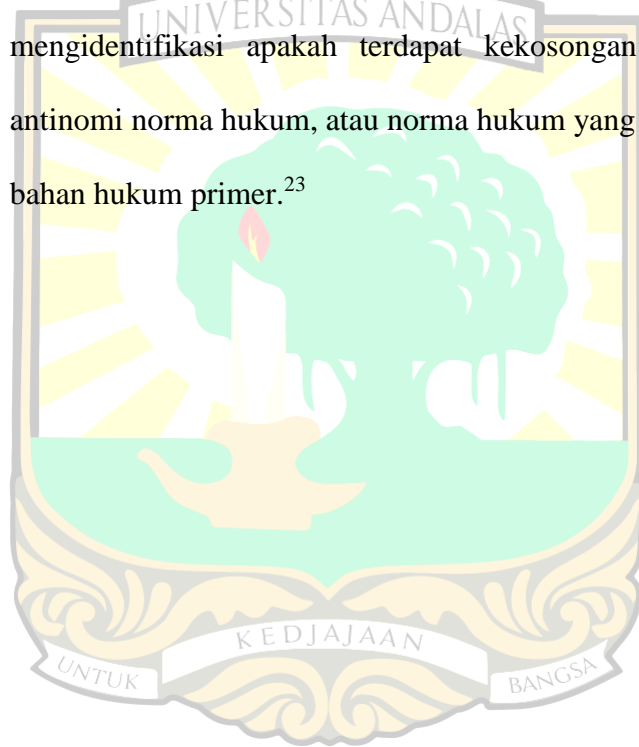 UNIVERSITAS ANDALAS
mengidentifikasi apakah terdapat kekosongan
antinomi norma hukum, atau norma hukum yang
bahan hukum primer.23
UNTUK KEDJAJAAN BANGSA